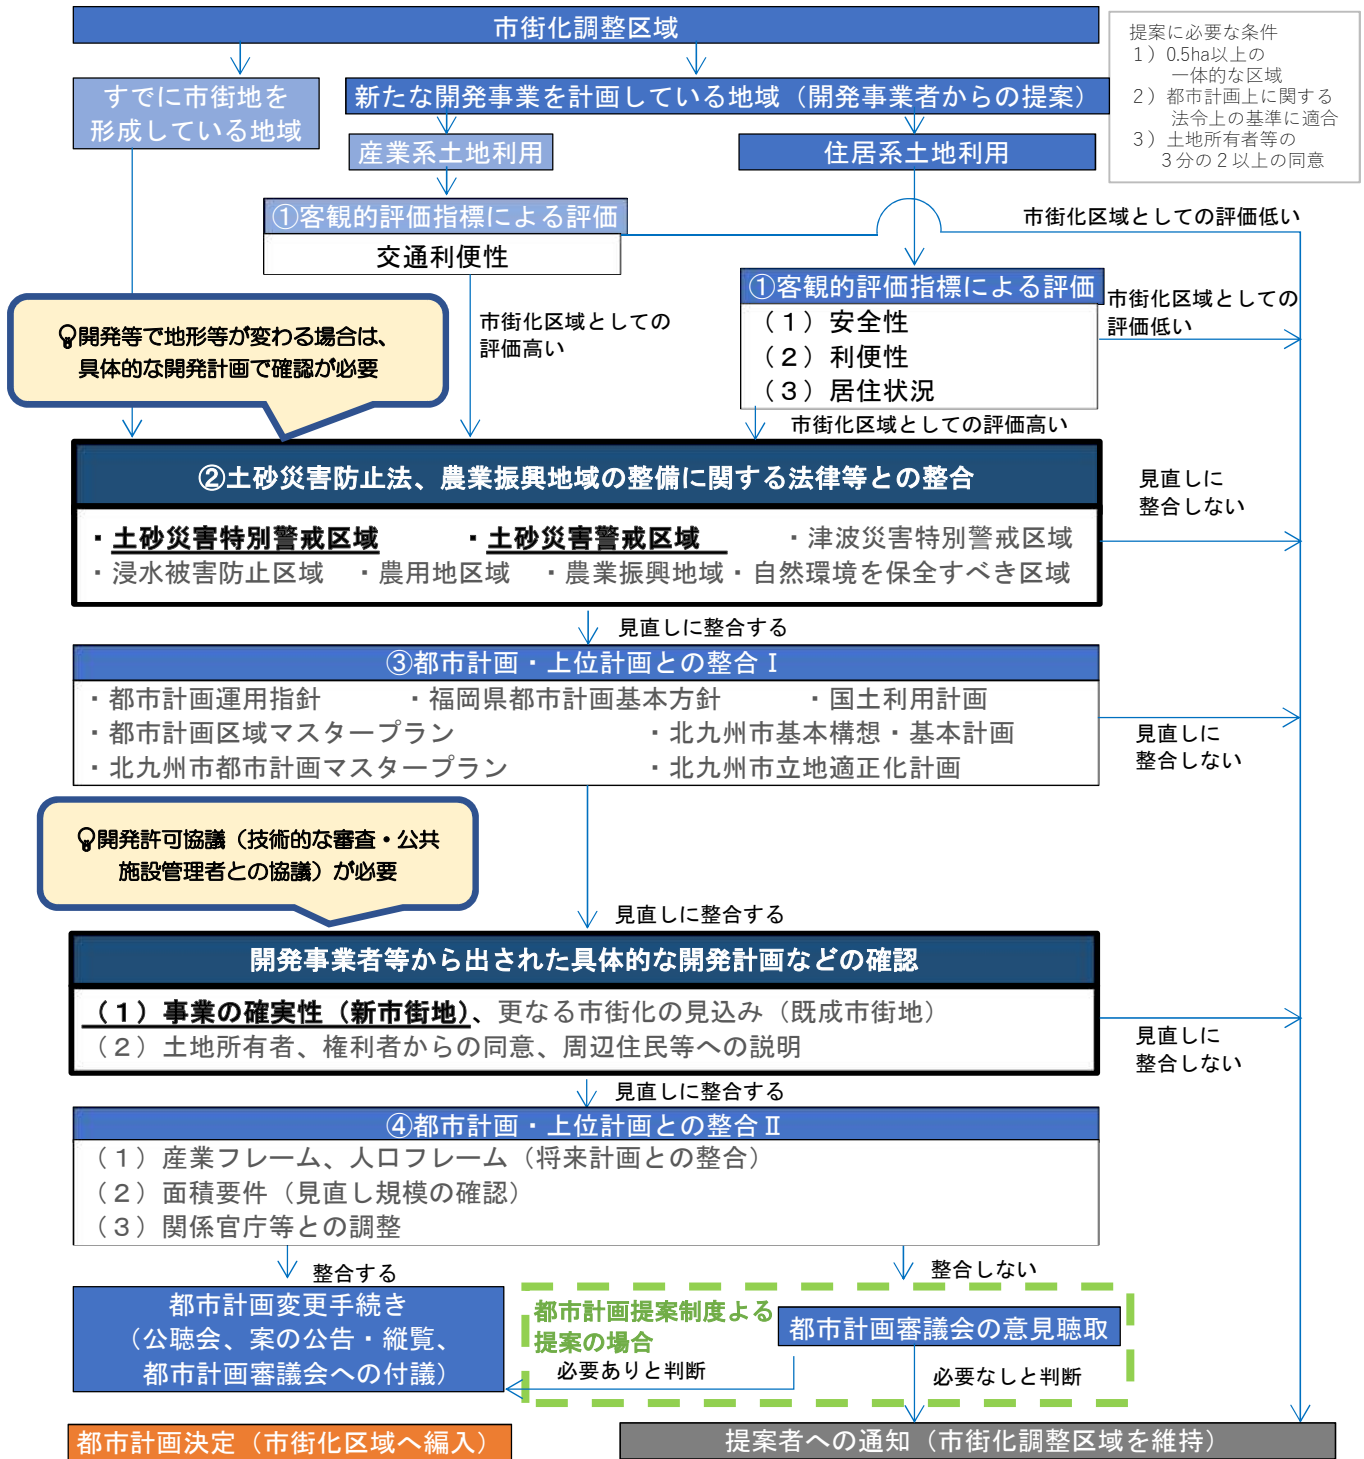 市街化調整区域
提案に必要な条件
１）0.5ha以上の
一体的な区域
２）都市計画上に関する
法令上の基準に適合
３）土地所有者等の
３分の２以上の同意
すでに市街地を
形成している地域
新たな開発事業を計画している地域（開発事業者からの提案）
産業系土地利用
住居系土地利用
①客観的評価指標による評価
交通利便性
市街化区域としての評価低い
①客観的評価指標による評価
（１）安全性
（２）利便性
（３）居住状況
市街化区域としての
評価低い
市街化区域としての
評価高い
開発等で地形等が変わる場合は、
具体的な開発計画で確認が必要
市街化区域としての評価高い
②土砂災害防止法、農業振興地域の整備に関する法律等との整合
・土砂災害特別警戒区域　・土砂災害警戒区域　・津波災害特別警戒区域
・浸水被害防止区域　・農用地区域　・農業振興地域・自然環境を保全すべき区域
見直しに
整合しない
見直しに整合する
③都市計画・上位計画との整合Ⅰ
・都市計画運用指針　・福岡県都市計画基本方針　・国土利用計画
・都市計画区域マスタープラン　・北九州市基本構想・基本計画
・北九州市都市計画マスタープラン　・北九州市立地適正化計画
見直しに
整合しない
開発許可協議（技術的な審査・公共
施設管理者との協議）が必要
見直しに整合する
開発事業者等から出された具体的な開発計画などの確認
（１）事業の確実性（新市街地）、更なる市街化の見込み（既成市街地）
（２）土地所有者、権利者からの同意、周辺住民等への説明
見直しに
整合しない
見直しに整合する
④都市計画・上位計画との整合Ⅱ
（１）産業フレーム、人口フレーム（将来計画との整合）
（２）面積要件（見直し規模の確認）
（３）関係官庁等との調整
整合する
整合しない
都市計画変更手続き
（公聴会、案の公告・縦覧、
都市計画審議会への付議）
都市計画提案制度よる
提案の場合
都市計画審議会の意見聴取
必要ありと判断
必要なしと判断
都市計画決定（市街化区域へ編入）
提案者への通知（市街化調整区域を維持）